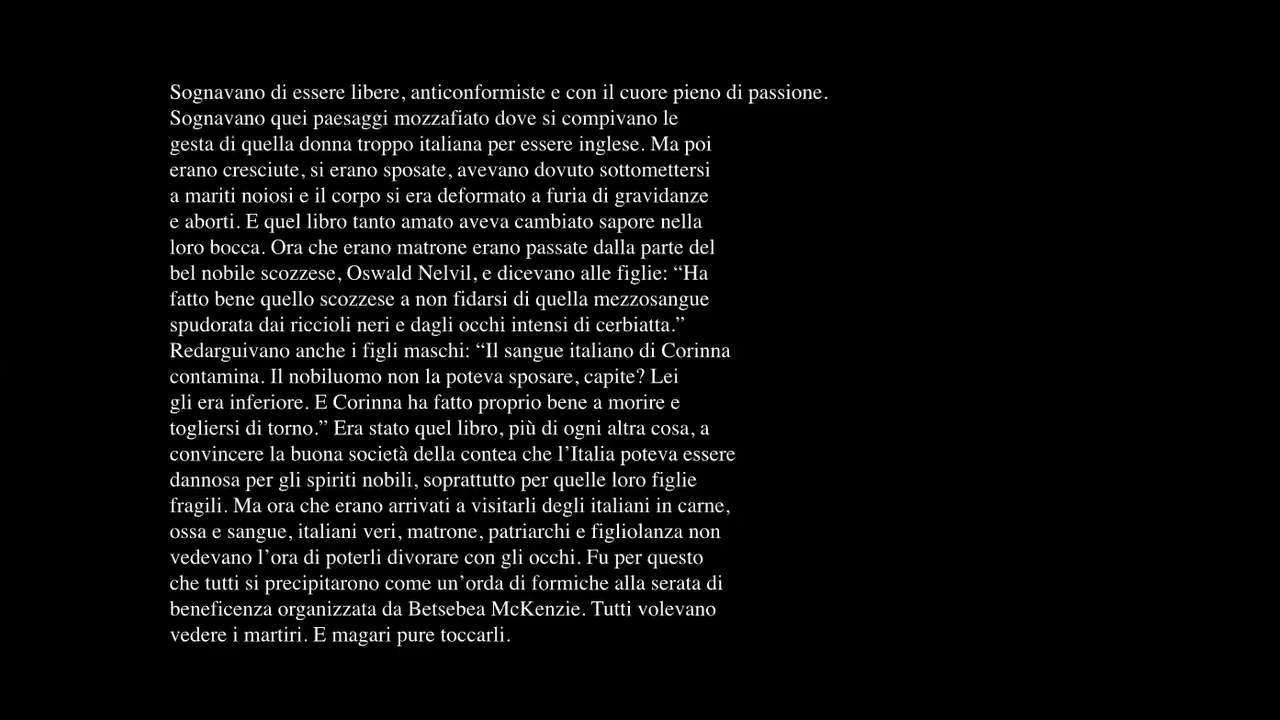 Sognavano di essere libere, anticonformiste e con il cuore pieno di passione.
Sognavano quei paesaggi mozzafiato dove si compivano le
gesta di quella donna troppo italiana per essere inglese. Ma poi
erano cresciute, si erano sposate, avevano dovuto sottomettersi
a mariti noiosi e il corpo si era deformato a furia di gravidanze
e aborti. E quel libro tanto amato aveva cambiato sapore nella
loro bocca. Ora che erano matrone erano passate dalla parte del
bel nobile scozzese, Oswald Nelvil, e dicevano alle figlie: “Ha
fatto bene quello scozzese a non fidarsi di quella mezzosangue
spudorata dai riccioli neri e dagli occhi intensi di cerbiatta.”
Redarguivano anche i figli maschi: “Il sangue italiano di Corinna
contamina. Il nobiluomo non la poteva sposare, capite? Lei
gli era inferiore. E Corinna ha fatto proprio bene a morire e
togliersi di torno.” Era stato quel libro, più di ogni altra cosa, a
convincere la buona società della contea che l’Italia poteva essere
dannosa per gli spiriti nobili, soprattutto per quelle loro figlie
fragili. Ma ora che erano arrivati a visitarli degli italiani in carne,
ossa e sangue, italiani veri, matrone, patriarchi e figliolanza non
vedevano l’ora di poterli divorare con gli occhi. Fu per questo
che tutti si precipitarono come un’orda di formiche alla serata di
beneficenza organizzata da Betsebea McKenzie. Tutti volevano
vedere i martiri. E magari pure toccarli.